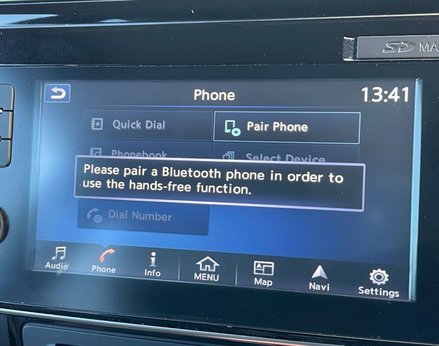 SD MA
Phone 13:41
Quick Dial Pair Phone
Phonebook Select Device
Please pair a Bluetooth phone in order to
use the hands-free function.
Dial Number
Audio Phone Info MENU Map Navi Settings